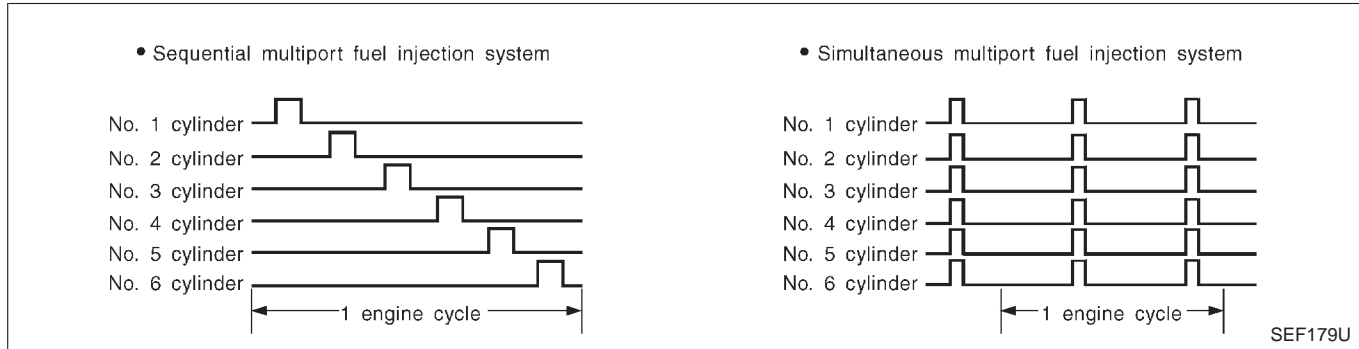 • Sequential multiport fuel injection system
No. 1 cylinder
No. 2 cylinder
No. 3 cylinder
No. 4 cylinder
No. 5 cylinder
No. 6 cylinder
1 engine cycle
• Simultaneous multiport fuel injection system
No. 1 cylinder
No. 2 cylinder
No. 3 cylinder
No. 4 cylinder
No. 5 cylinder
No. 6 cylinder
1 engine cycle
SEF179U